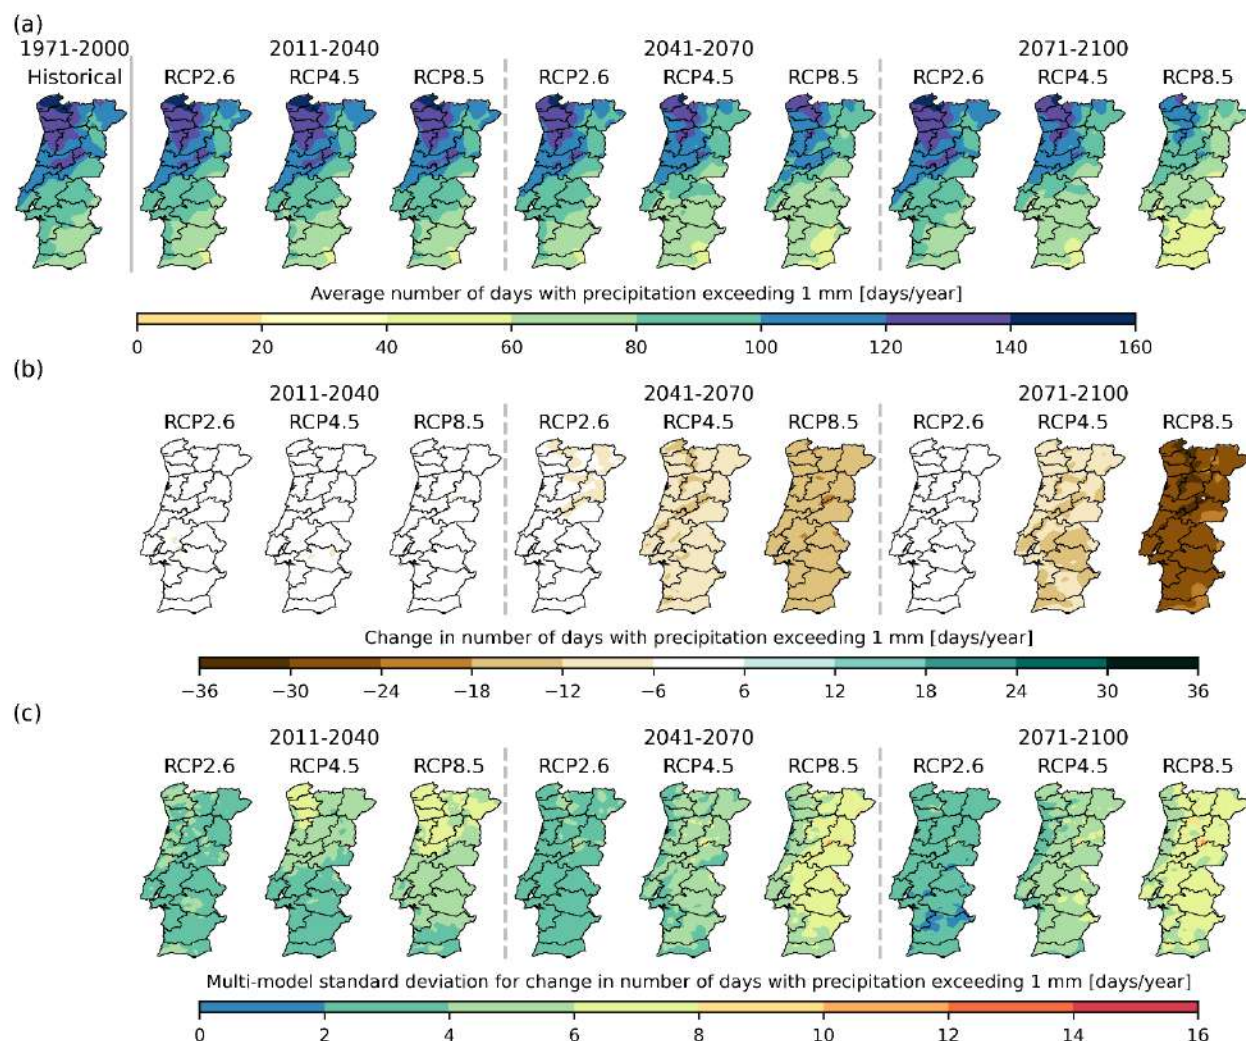 (a)
1971-2000 2011-2040 2041-2070 2071-2100
Historical RCP2.6 RCP4.5 RCP8.5 RCP2.6 RCP4.5 RCP8.5 RCP2.6 RCP4.5 RCP8.5
Average number of days with precipitation exceeding 1 mm [days/year]
0 20 40 60 80 100 120 140 160
(b)
2011-2040 2041-2070 2071-2100
RCP2.6 RCP4.5 RCP8.5 RCP2.6 RCP4.5 RCP8.5 RCP2.6 RCP4.5 RCP8.5
Change in number of days with precipitation exceeding 1 mm [days/year]
−36 −30 −24 −18 −12 −6 6 12 18 24 30 36
(c)
2011-2040 2041-2070 2071-2100
RCP2.6 RCP4.5 RCP8.5 RCP2.6 RCP4.5 RCP8.5 RCP2.6 RCP4.5 RCP8.5
Multi-model standard deviation for change in number of days with precipitation exceeding 1 mm [days/year]
0 2 4 6 8 10 12 14 16